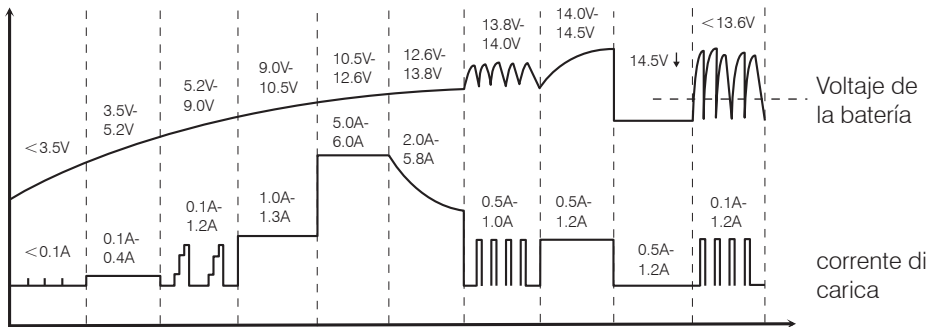 <3.5V
3.5V-
5.2V
5.2V-
9.0V
9.0V-
10.5V
10.5V-
12.6V
12.6V-
13.8V
13.8V-
14.0V
14.0V-
14.5V
14.5V
<13.6V
Voltaje de
la batería
<0.1A
0.1A-
0.4A
0.1A-
1.2A
1.0A-
1.3A
5.0A-
6.0A
2.0A-
5.8A
0.5A-
1.0A
0.5A-
1.2A
0.5A-
1.2A
0.1A-
1.2A
corrente di
carica